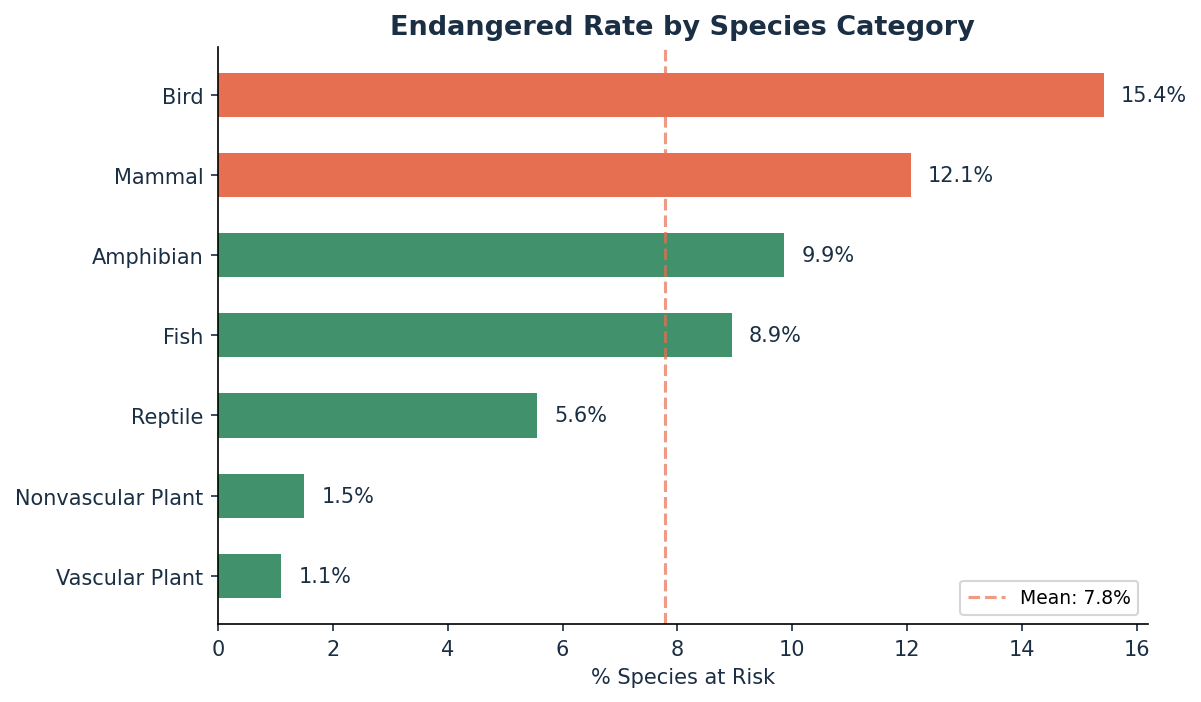 Endangered Rate by Species Category
Bird
15.4%
Mammal
12.1%
Amphibian
9.9%
Fish
8.9%
Reptile
5.6%
Nonvascular Plant
1.5%
Vascular Plant
1.1%
Mean: 7.8%
0 2 4 6 8 10 12 14 16
% Species at Risk